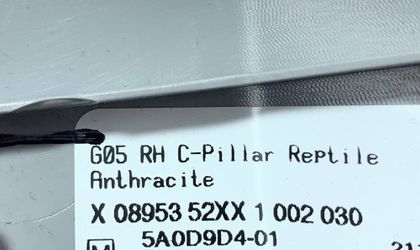 G05 RH C-Pillar Reptile
Anthracite
X 08953 52XX 1 002 030
M 5A0D9D4-01